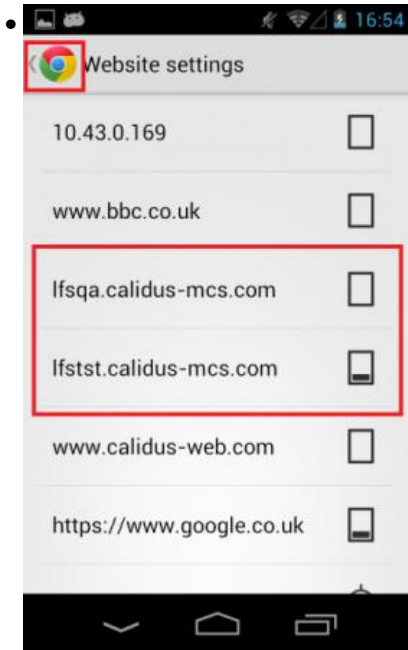 16:54
Website settings
10.43.0.169
www.bbc.co.uk
lfsqa.calidus-mcs.com
lfstst.calidus-mcs.com
www.calidus-web.com
https://www.google.co.uk